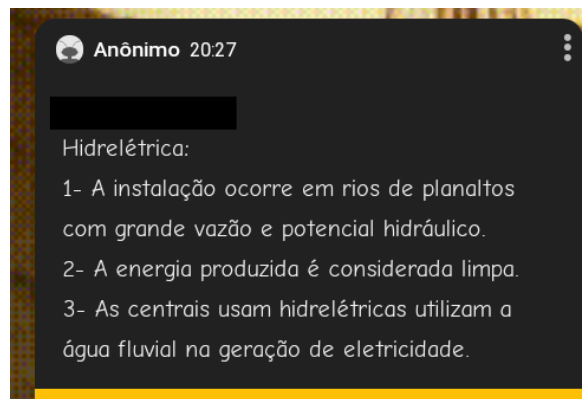 Anônimo 20:27
Hidrelétrica:
1- A instalação ocorre em rios de planaltos
com grande vazão e potencial hidráulico.
2- A energia produzida é considerada limpa.
3- As centrais usam hidrelétricas utilizam a
água fluvial na geração de eletricidade.